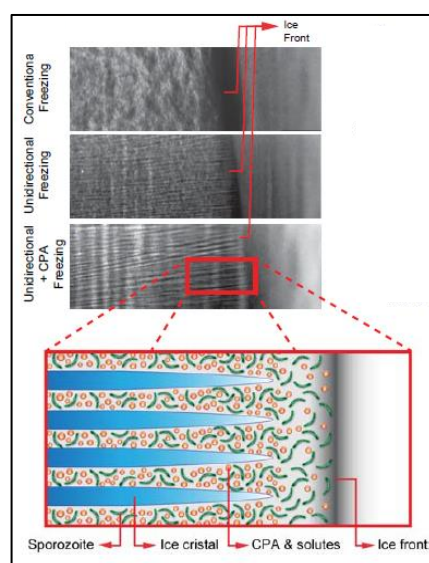 Ice
Front
Conventiona
Freezing
Unidirectional
Freezing
Unidirectional
+ CPA
Freezing
Sporozoite
Ice cristal
CPA & solutes
Ice front